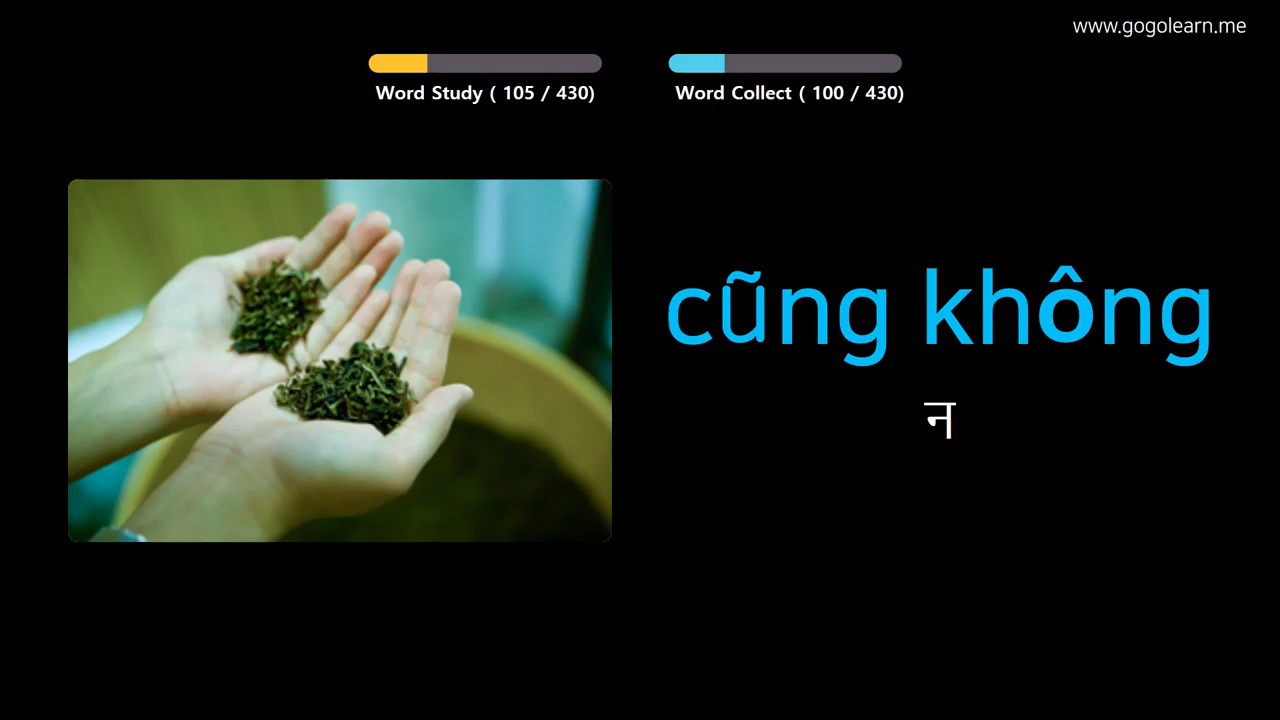 www.gogolearn.me
Word Study ( 105 / 430)
Word Collect ( 100 / 430)
cũng không
न